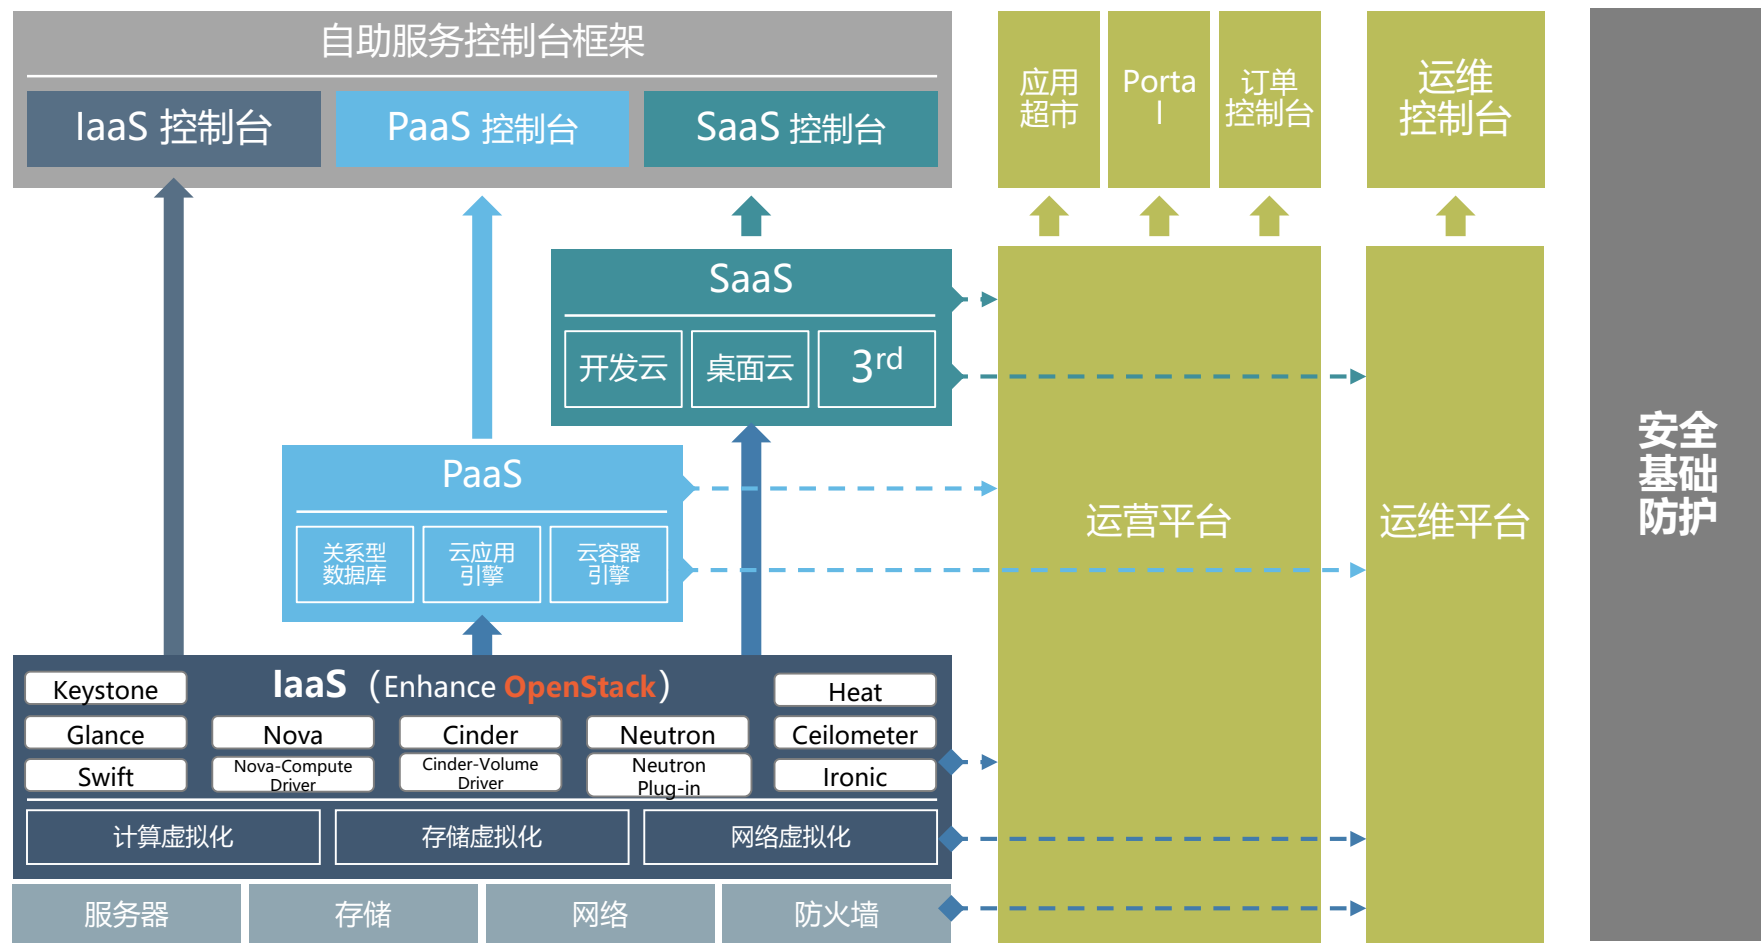 自助服务控制台框架
IaaS 控制台
PaaS 控制台
SaaS 控制台
应用
超市
Porta
l
订单
控制台
运维
控制台
SaaS
开发云
桌面云
3rd
PaaS
关系型
数据库
云应用
引擎
云容器
引擎
运营平台
运维平台
安全
基础
防护
IaaS（Enhance OpenStack）
Keystone
Heat
Glance
Nova
Cinder
Neutron
Ceilometer
Swift
Nova-Compute
Driver
Cinder-Volume
Driver
Neutron
Plug-in
Ironic
计算虚拟化
存储虚拟化
网络虚拟化
服务器
存储
网络
防火墙